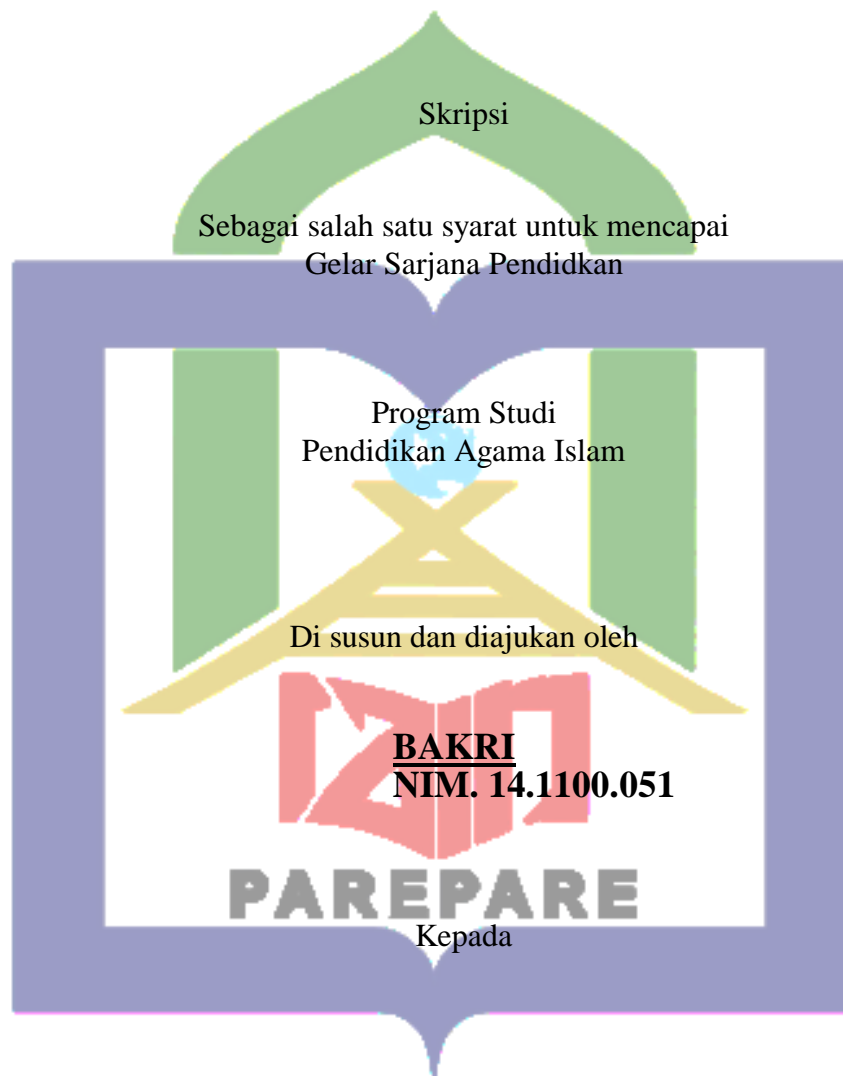 Skripsi
Sebagai salah satu syarat untuk mencapai
Gelar Sarjana Pendidkan
Program Studi
Pendidikan Agama Islam
Di susun dan diajukan oleh
BAKRI
NIM. 14.1100.051
IAIN
PAREPARE
Kepada